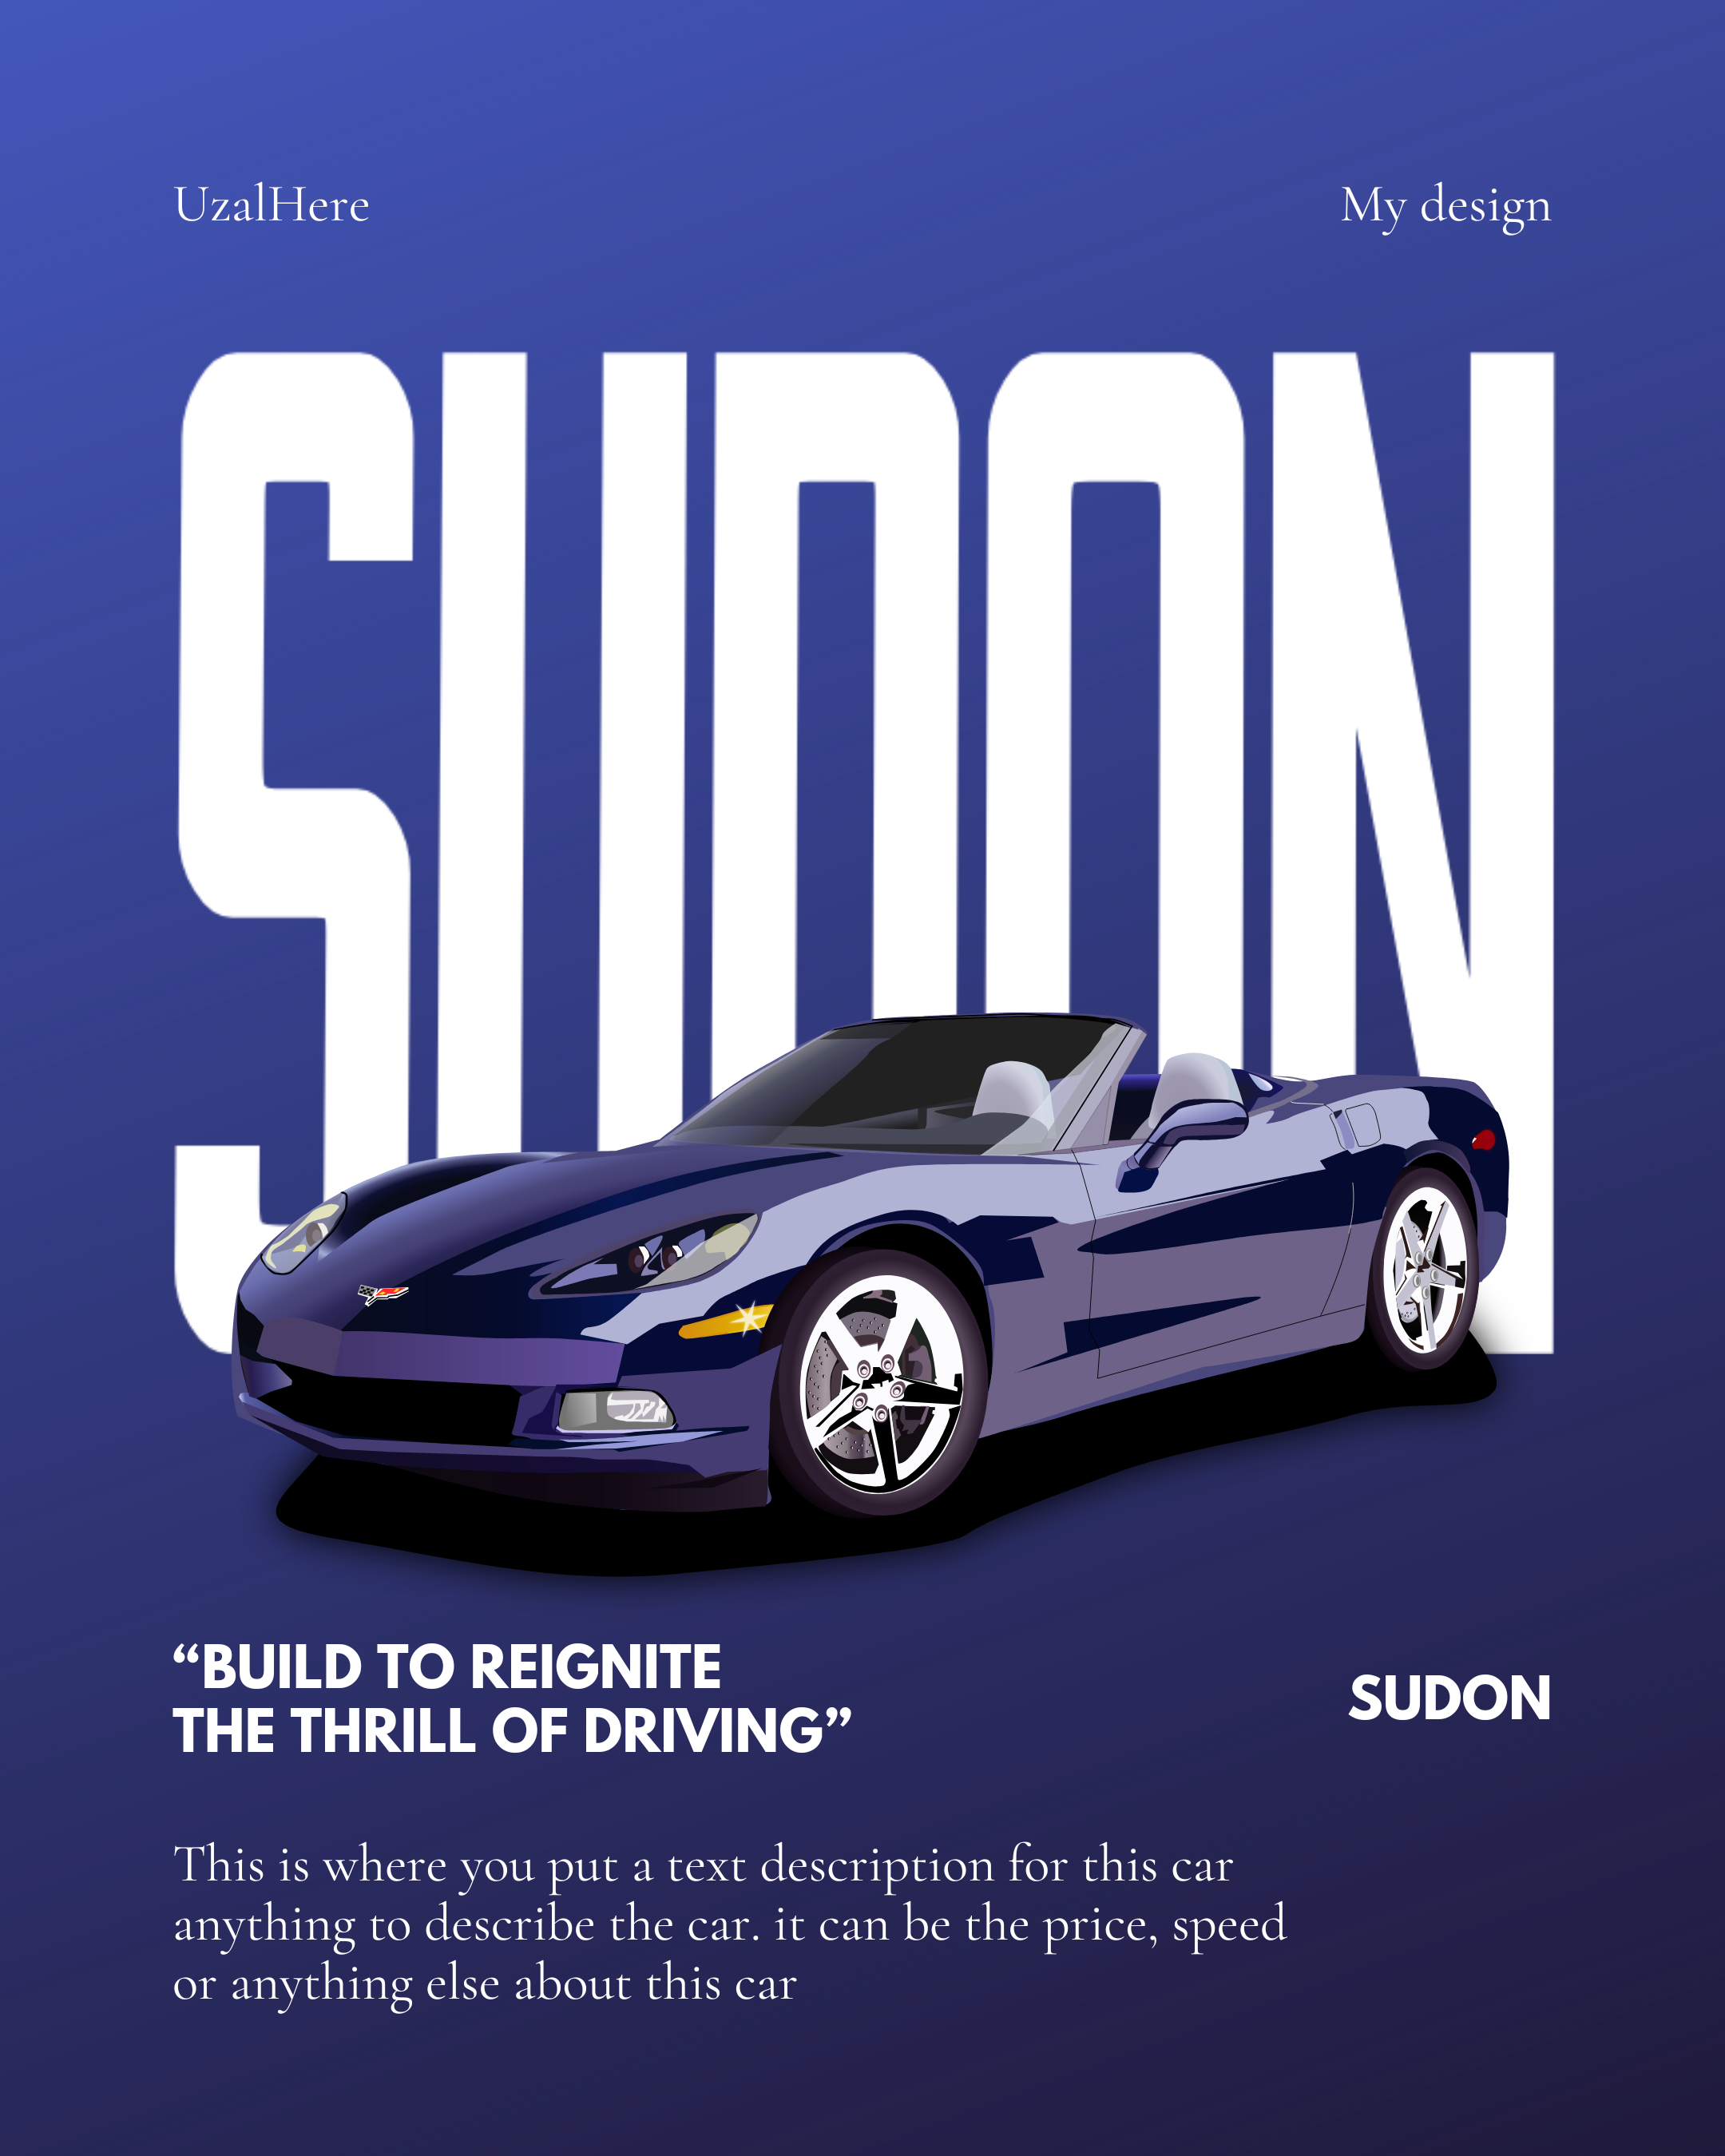 UzalHere
My design
SUDON
“BUILD TO REIGNITE
THE THRILL OF DRIVING”
SUDON
This is where you put a text description for this car
anything to describe the car. it can be the price, speed
or anything else about this car